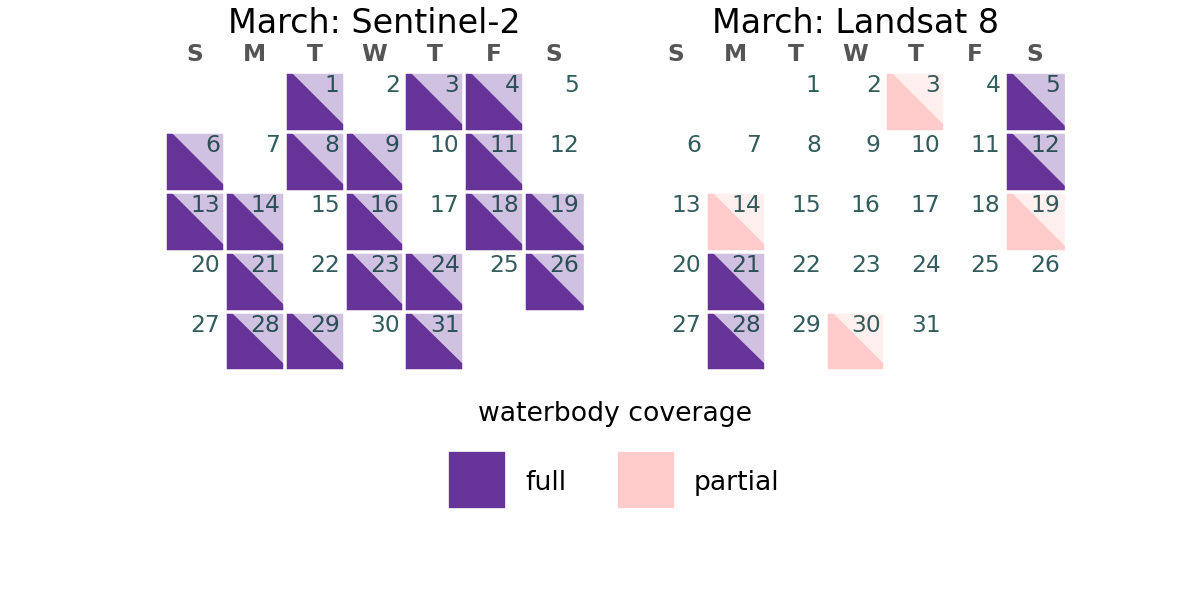 March: Sentinel-2
S M T W T F S
1 2 3 4 5
6 7 8 9 10 11 12
13 14 15 16 17 18 19
20 21 22 23 24 25 26
27 28 29 30 31
March: Landsat 8
S M T W T F S
1 2 3 4 5
6 7 8 9 10 11 12
13 14 15 16 17 18 19
20 21 22 23 24 25 26
27 28 29 30 31
waterbody coverage
full partial